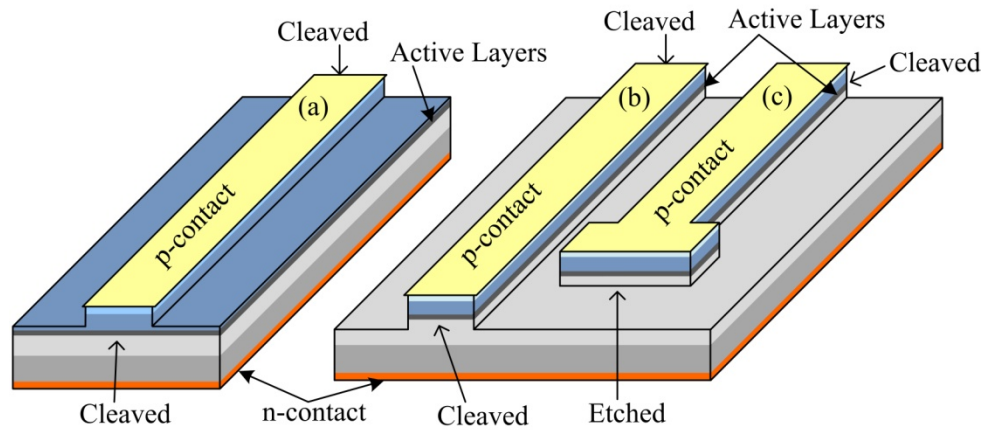 Cleaved
Active Layers
(a)
p-contact
Cleaved
n-contact
Cleaved
Active Layers
Cleaved
(b)
(c)
p-contact
p-contact
Cleaved
Etched